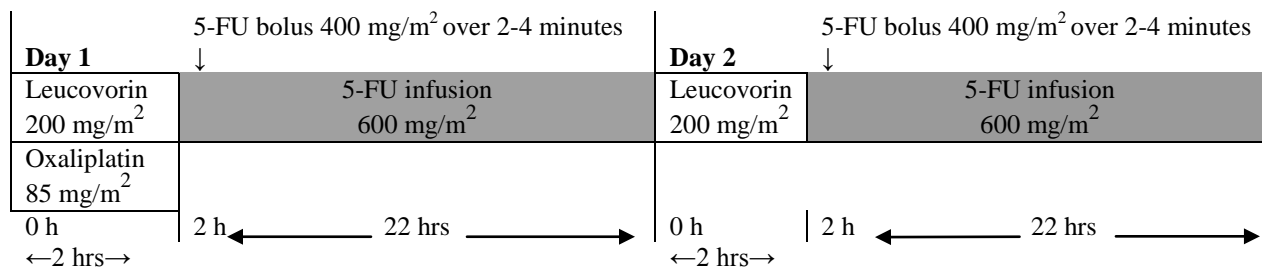 5-FU bolus 400 mg/m² over 2-4 minutes 5-FU bolus 400 mg/m² over 2-4 minutes
Day 1 ↓ Day 2 ↓
Leucovorin 5-FU infusion Leucovorin 5-FU infusion
200 mg/m² 600 mg/m² 200 mg/m² 600 mg/m²
Oxaliplatin
85 mg/m²
0 h 2 h 22 hrs 0 h 2 h 22 hrs
←2 hrs→ ←2 hrs→